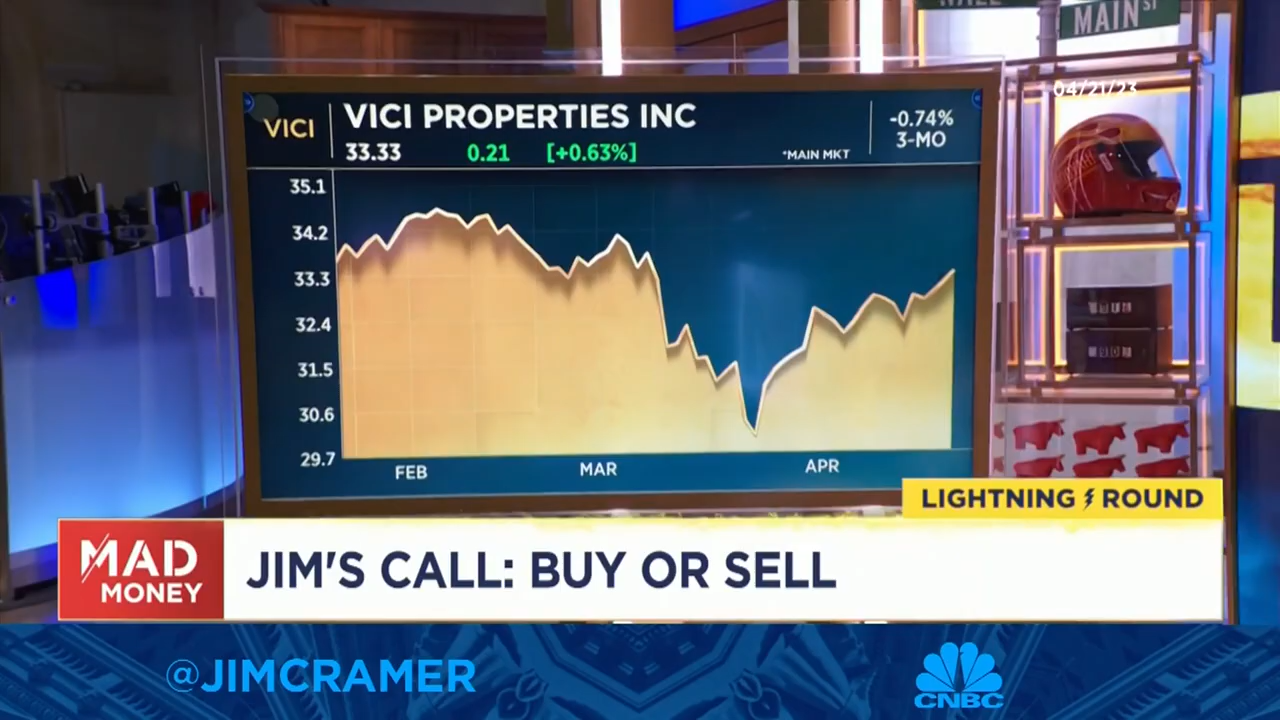 WALL
MAIN ST
04/21/23
VICI
VICI PROPERTIES INC
33.33 0.21 [+0.63%]
*MAIN MKT
-0.74%
3-MO
35.1
34.2
33.3
32.4
31.5
30.6
29.7
FEB MAR APR
LIGHTNING ROUND
MAD
MONEY
JIM'S CALL: BUY OR SELL
@JIMCRAMER
CNBC